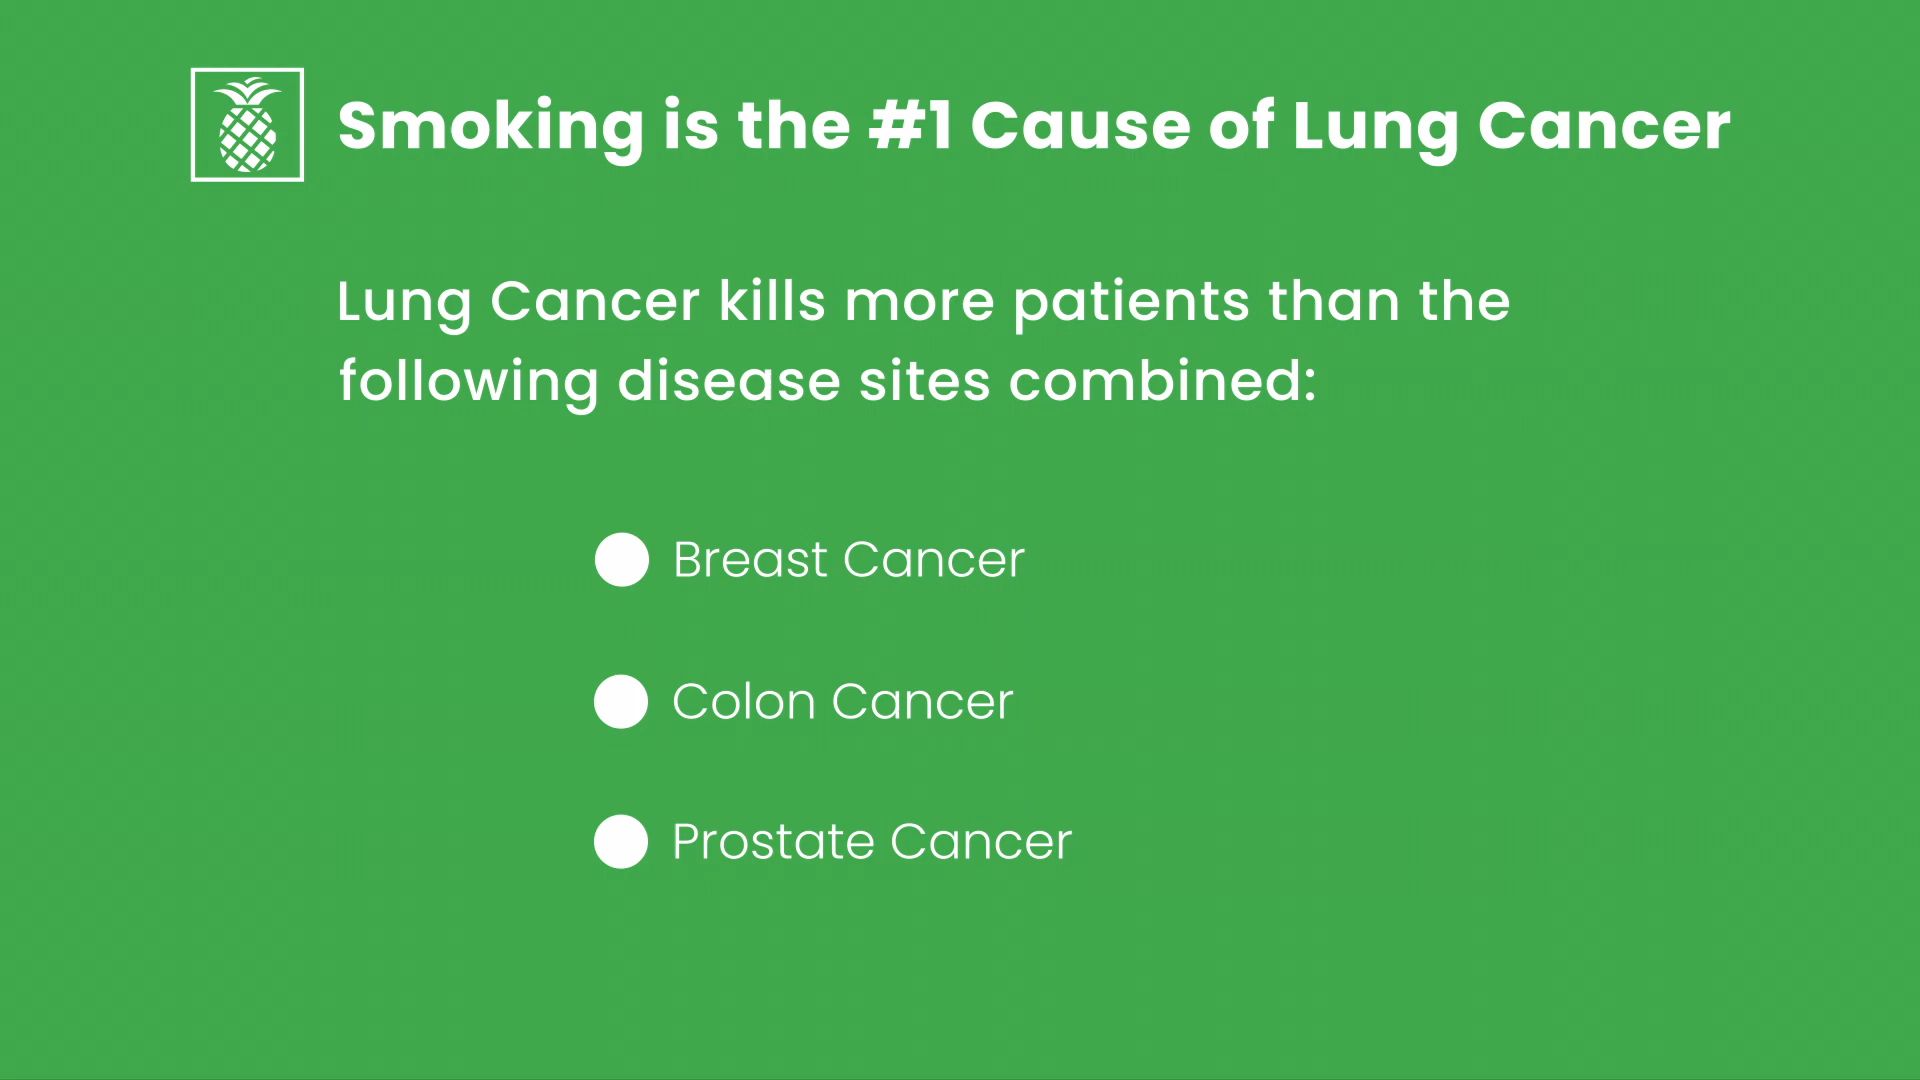 Smoking is the #1 Cause of Lung Cancer
Lung Cancer kills more patients than the
following disease sites combined:
Breast Cancer
Colon Cancer
Prostate Cancer